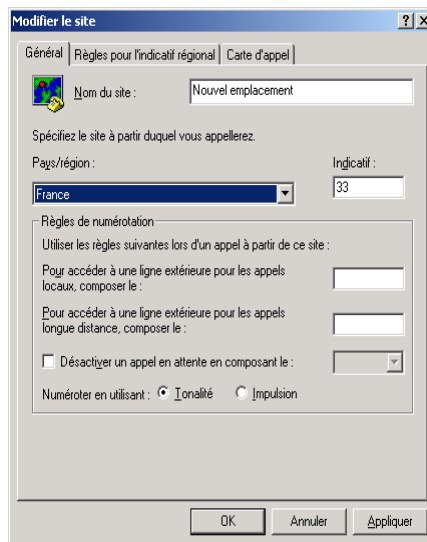 Modifier le site
Général Règles pour l'indicatif régional Carte d'appel
Nom du site : Nouvel emplacement
Spécifiez le site à partir duquel vous appellerez.
Pays/région : Indicatif :
France 33
Règles de numérotation
Utiliser les règles suivantes lors d'un appel à partir de ce site :
Pour accéder à une ligne extérieure pour les appels
locaux, composer le :
Pour accéder à une ligne extérieure pour les appels
longue distance, composer le :
Désactiver un appel en attente en composant le :
Numéroter en utilisant : Tonalité Impulsion
OK Annuler Appliquer